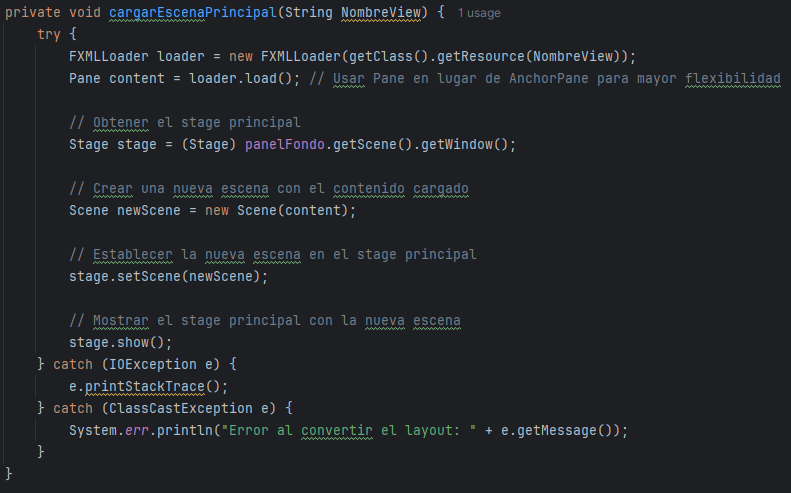 private void cargarEscenaPrincipal(String NombreView) { 1 usage
    try {
        FXMLLoader loader = new FXMLLoader(getClass().getResource(NombreView));
        Pane content = loader.load(); // Usar Pane en lugar de AnchorPane para mayor flexibilidad

        // Obtener el stage principal
        Stage stage = (Stage) panelFondo.getScene().getWindow();

        // Crear una nueva escena con el contenido cargado
        Scene newScene = new Scene(content);

        // Establecer la nueva escena en el stage principal
        stage.setScene(newScene);

        // Mostrar el stage principal con la nueva escena
        stage.show();
    } catch (IOException e) {
        e.printStackTrace();
    } catch (ClassCastException e) {
        System.err.println("Error al convertir el layout: " + e.getMessage());
    }
}